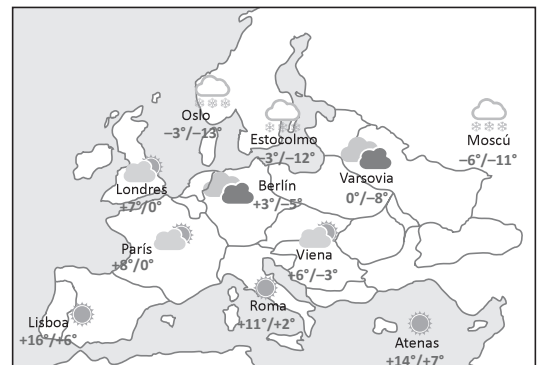 Oslo
−3°/−13°
Estocolmo
−3°/−12°
Moscú
−6°/−11°
Londres
+7°/0°
Berlín
+3°/−5°
Varsovia
0°/−8°
París
+8°/0°
Viena
+6°/−3°
Roma
+11°/+2°
Lisboa
+16°/+6°
Atenas
+14°/+7°